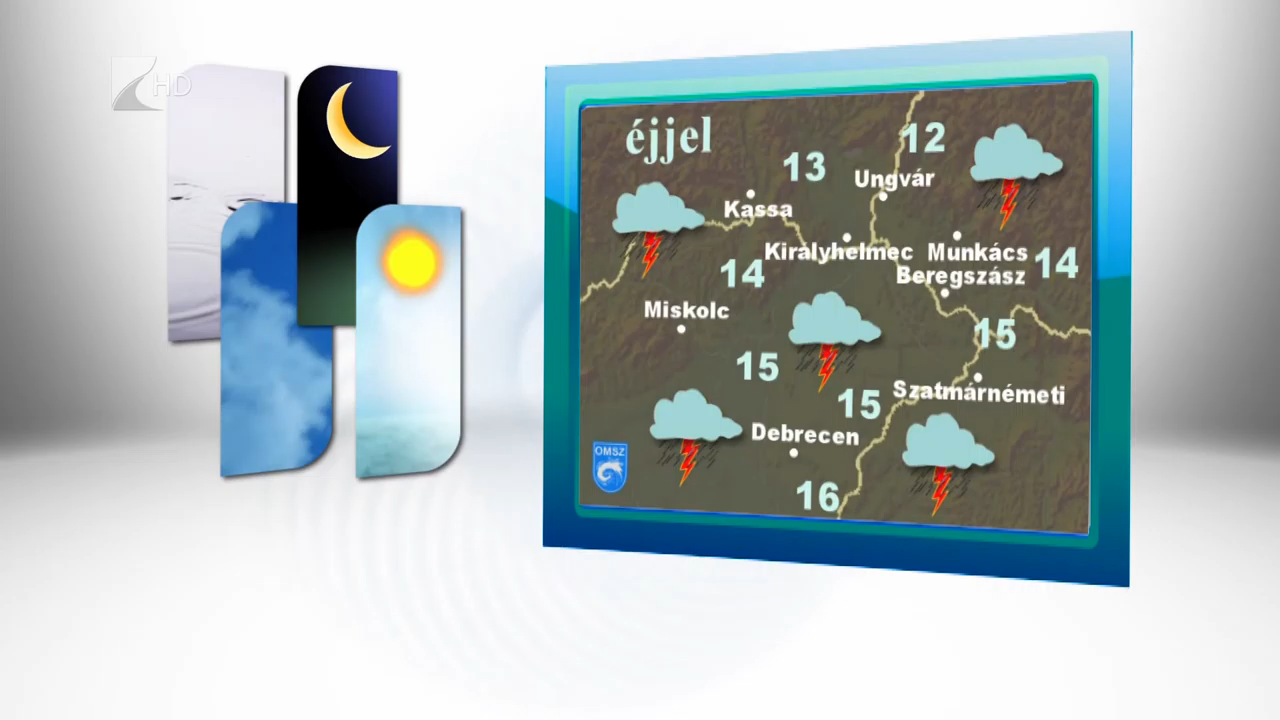 HD
éjjel
12
13
Ungvár
Kassa
Királyhelmec
Munkács
14
14
Beregszász
Miskolc
15
15
Szatmárnémeti
15
Debrecen
OMSZ
16